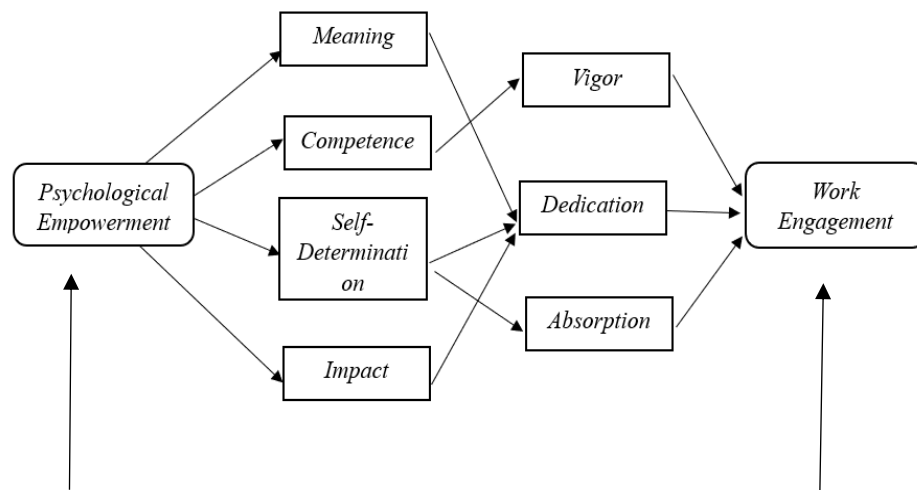 Meaning
Vigor
Competence
Psychological
Empowerment
Self-
Determinati
on
Dedication
Work
Engagement
Absorption
Impact